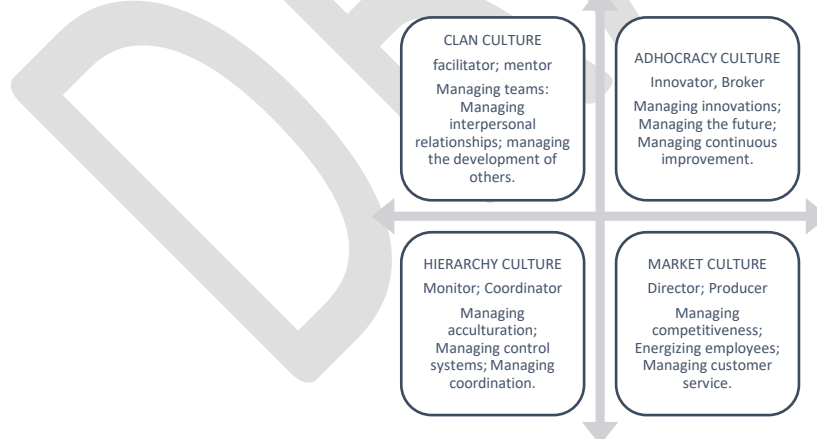 CLAN CULTURE
facilitator; mentor
Managing teams:
Managing
interpersonal
relationships; managing
the development of
others.
ADHOCRACY CULTURE
Innovator, Broker
Managing innovations;
Managing the future;
Managing continuous
improvement.
HIERARCHY CULTURE
Monitor; Coordinator
Managing
acculturation;
Managing control
systems; Managing
coordination.
MARKET CULTURE
Director; Producer
Managing
competitiveness;
Energizing employees;
Managing customer
service.